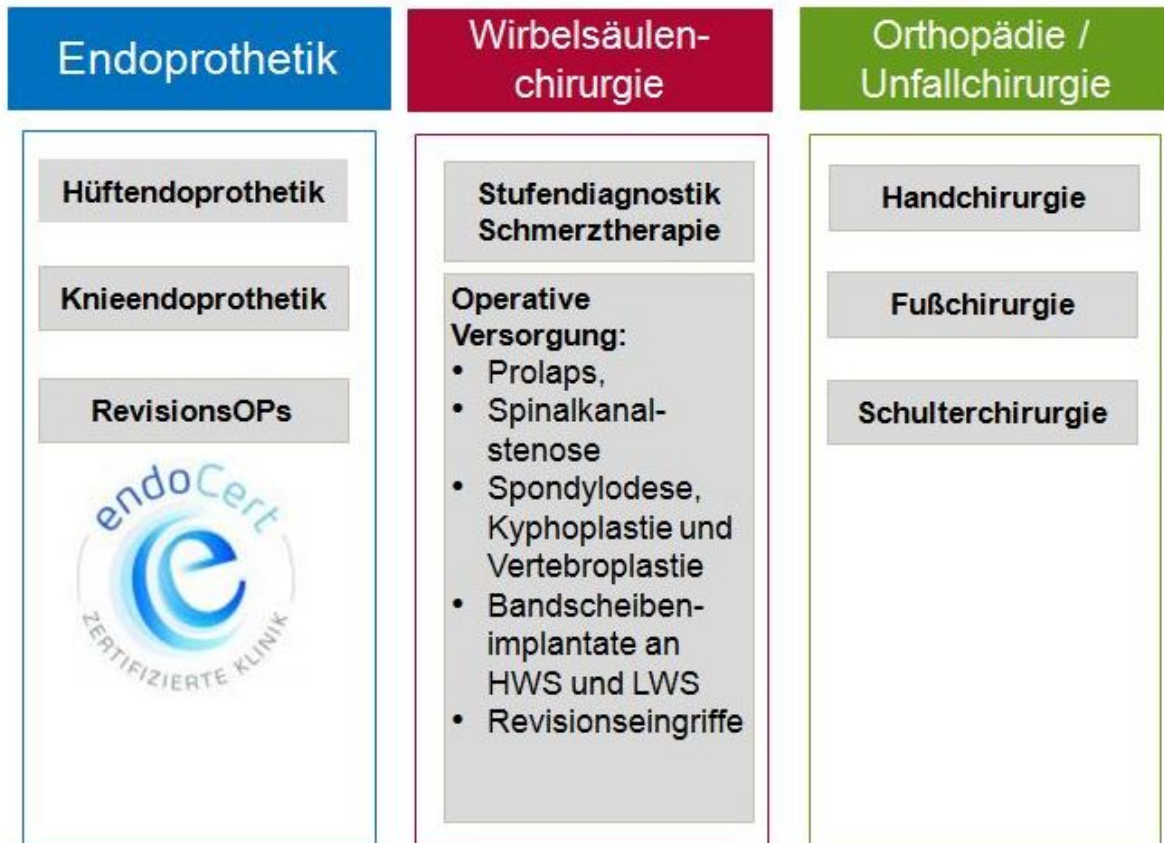 Endoprothetik
Hüftendoprothetik
Knieendoprothetik
RevisionsOPs
endoCert
ZERTIFIZIERTE KLINIK
Wirbelsäulen-
chirurgie
Stufendiagnostik
Schmerztherapie
Operative
Versorgung:
• Prolaps,
• Spinalkanal-
stenose
• Spondylodese,
Kyphoplastie und
Vertebroplastie
• Bandscheiben-
implantate an
HWS und LWS
• Revisionseingriffe
Orthopädie /
Unfallchirurgie
Handchirurgie
Fußchirurgie
Schulterchirurgie